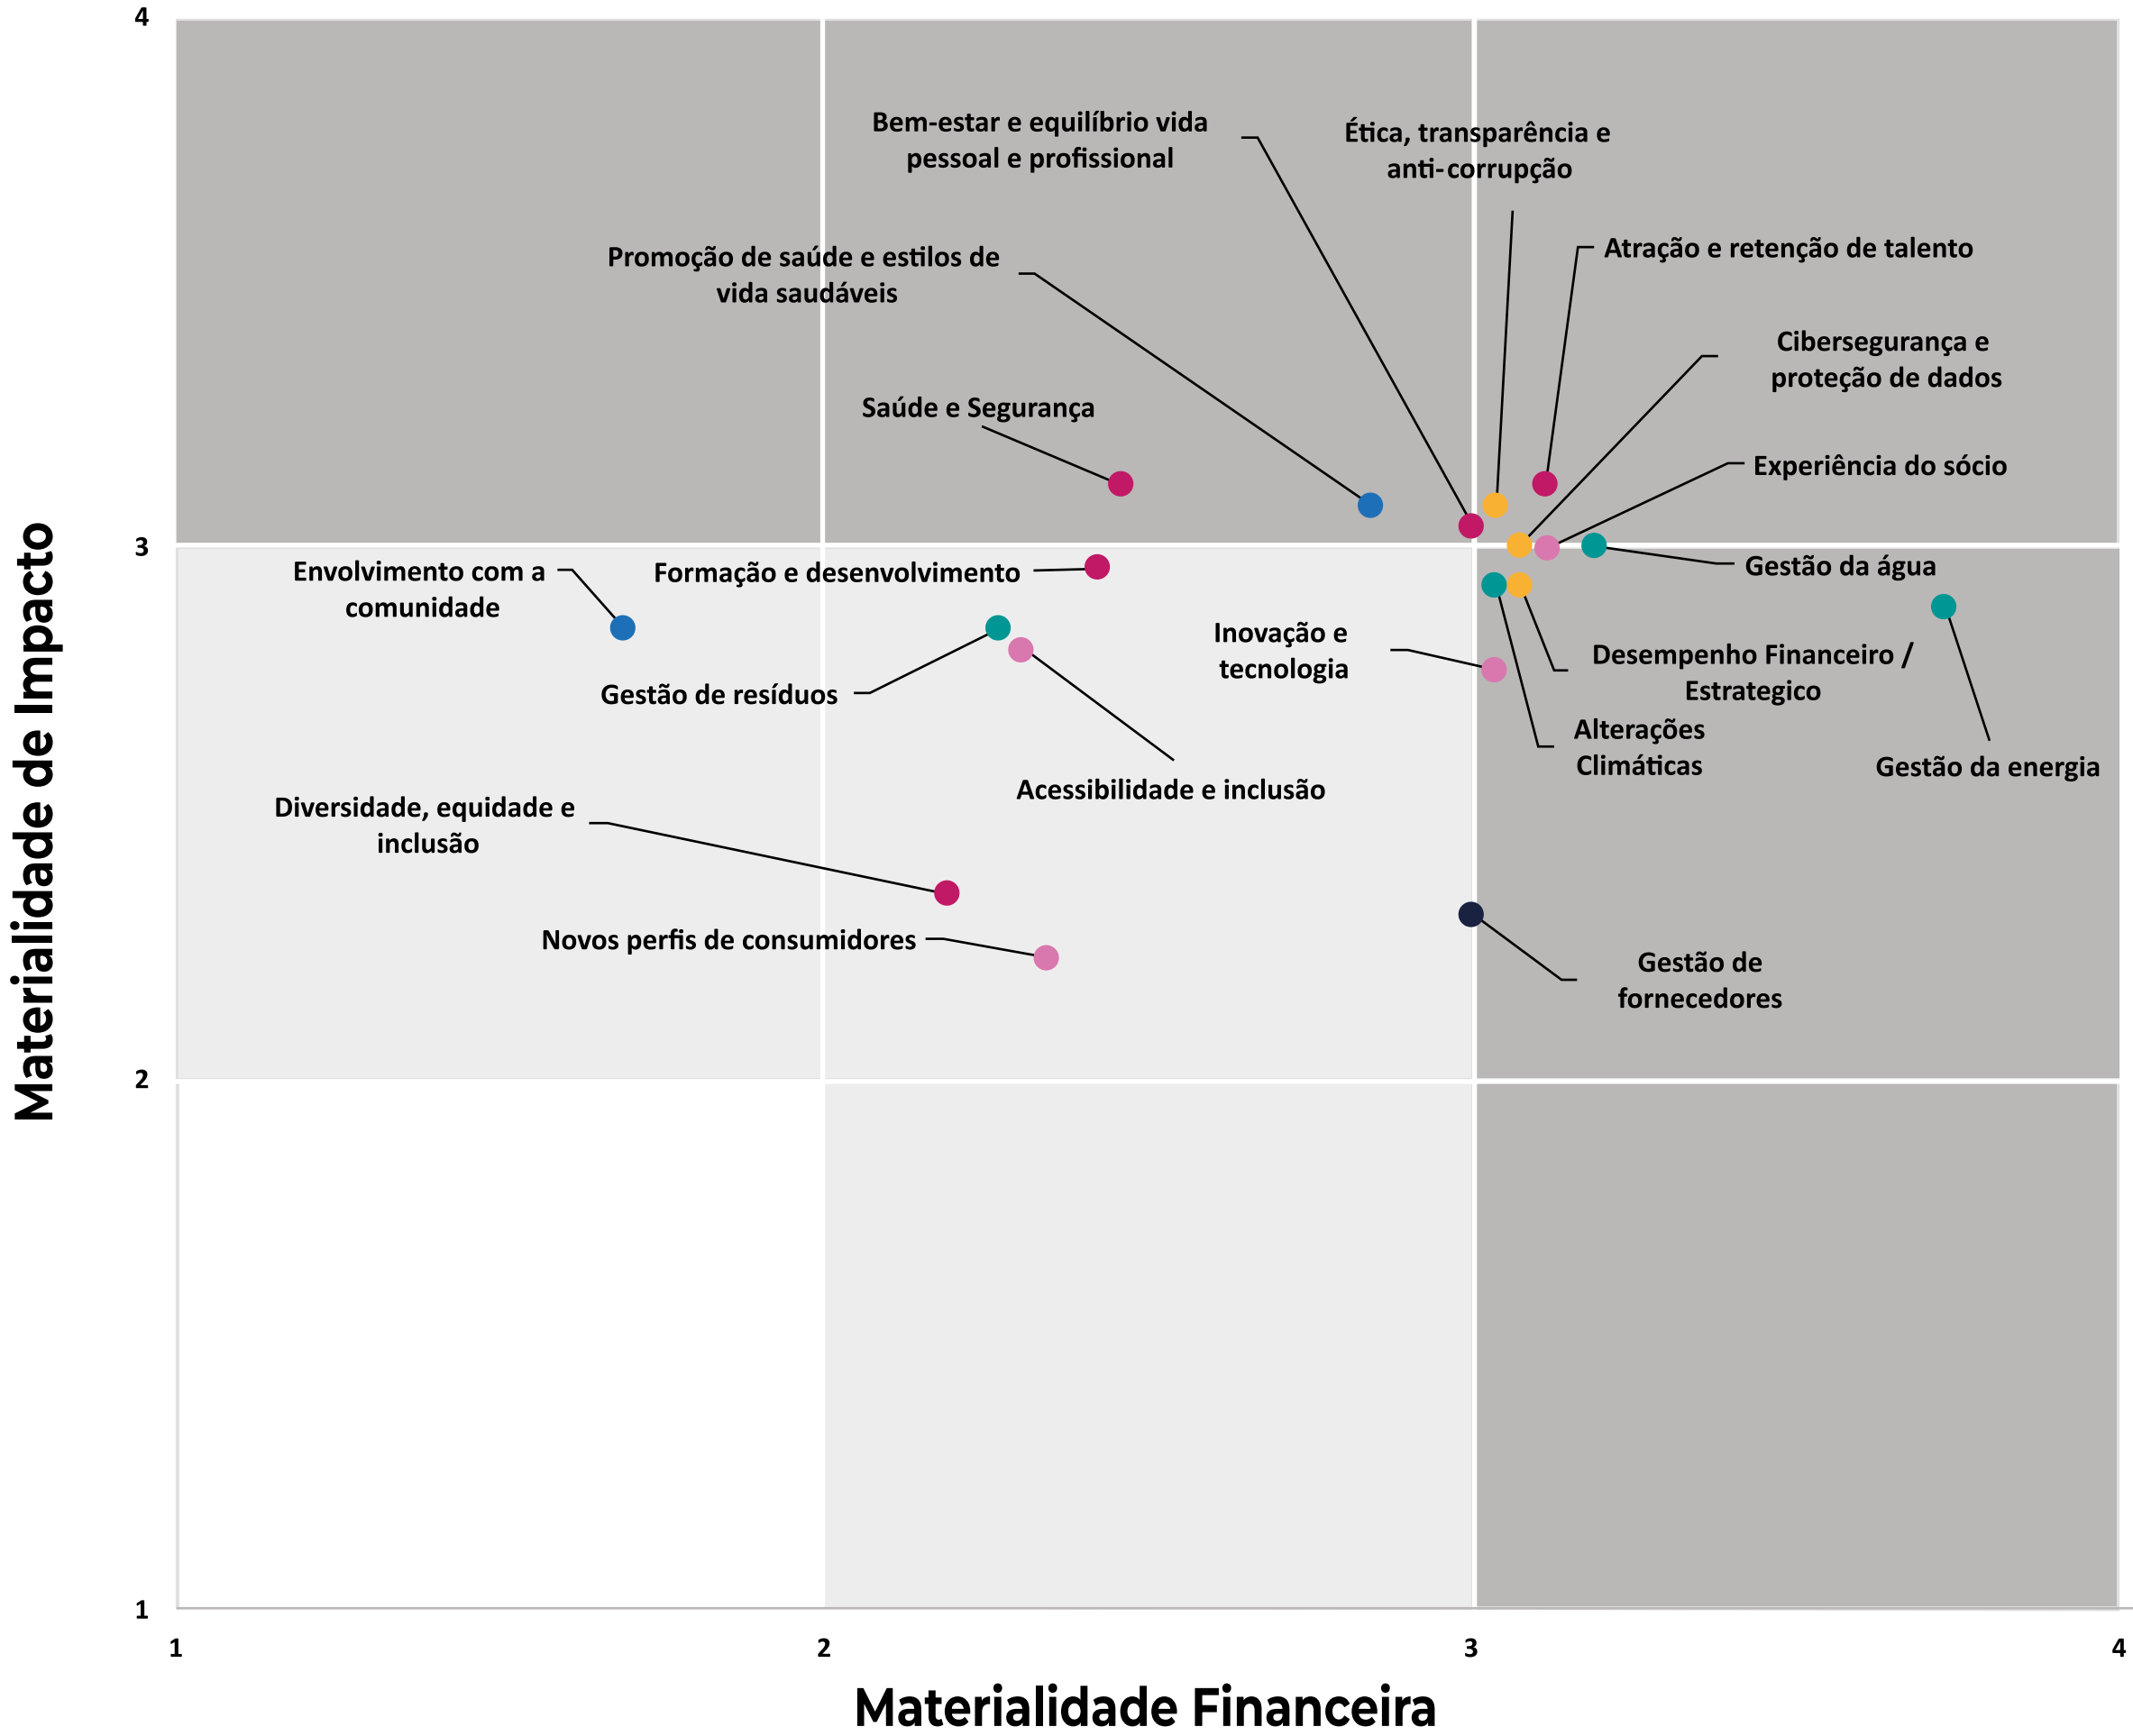 4
Bem-estar e equilíbrio vida
pessoal e profissional
Ética, transparência e
anti-corrupção
Promoção de saúde e estilos de
vida saudáveis
Atração e retenção de talento
Cibersegurança e
proteção de dados
Saúde e Segurança
Experiência do sócio
3
Envolvimento com a
comunidade
Formação e desenvolvimento
Gestão da água
Inovação e
tecnologia
Desempenho Financeiro /
Estrategico
Gestão de resíduos
Alterações
Climáticas
Gestão da energia
Acessibilidade e inclusão
Diversidade, equidade e
inclusão
Novos perfis de consumidores
Gestão de
fornecedores
2
1
Materialidade de Impacto
1
2
3
4
Materialidade Financeira